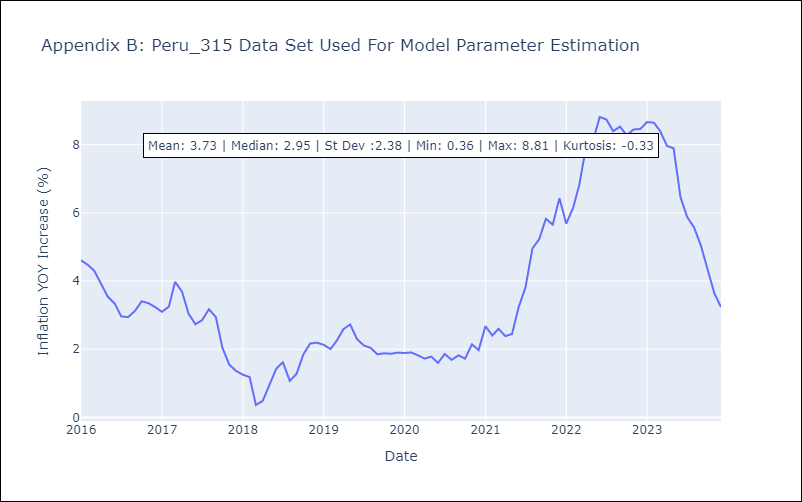 Appendix B: Peru_315 Data Set Used For Model Parameter Estimation
Mean: 3.73 | Median: 2.95 | St Dev :2.38 | Min: 0.36 | Max: 8.81 | Kurtosis: -0.33
Inflation YOY Increase (%)
8
6
4
2
0
2016 2017 2018 2019 2020 2021 2022 2023
Date